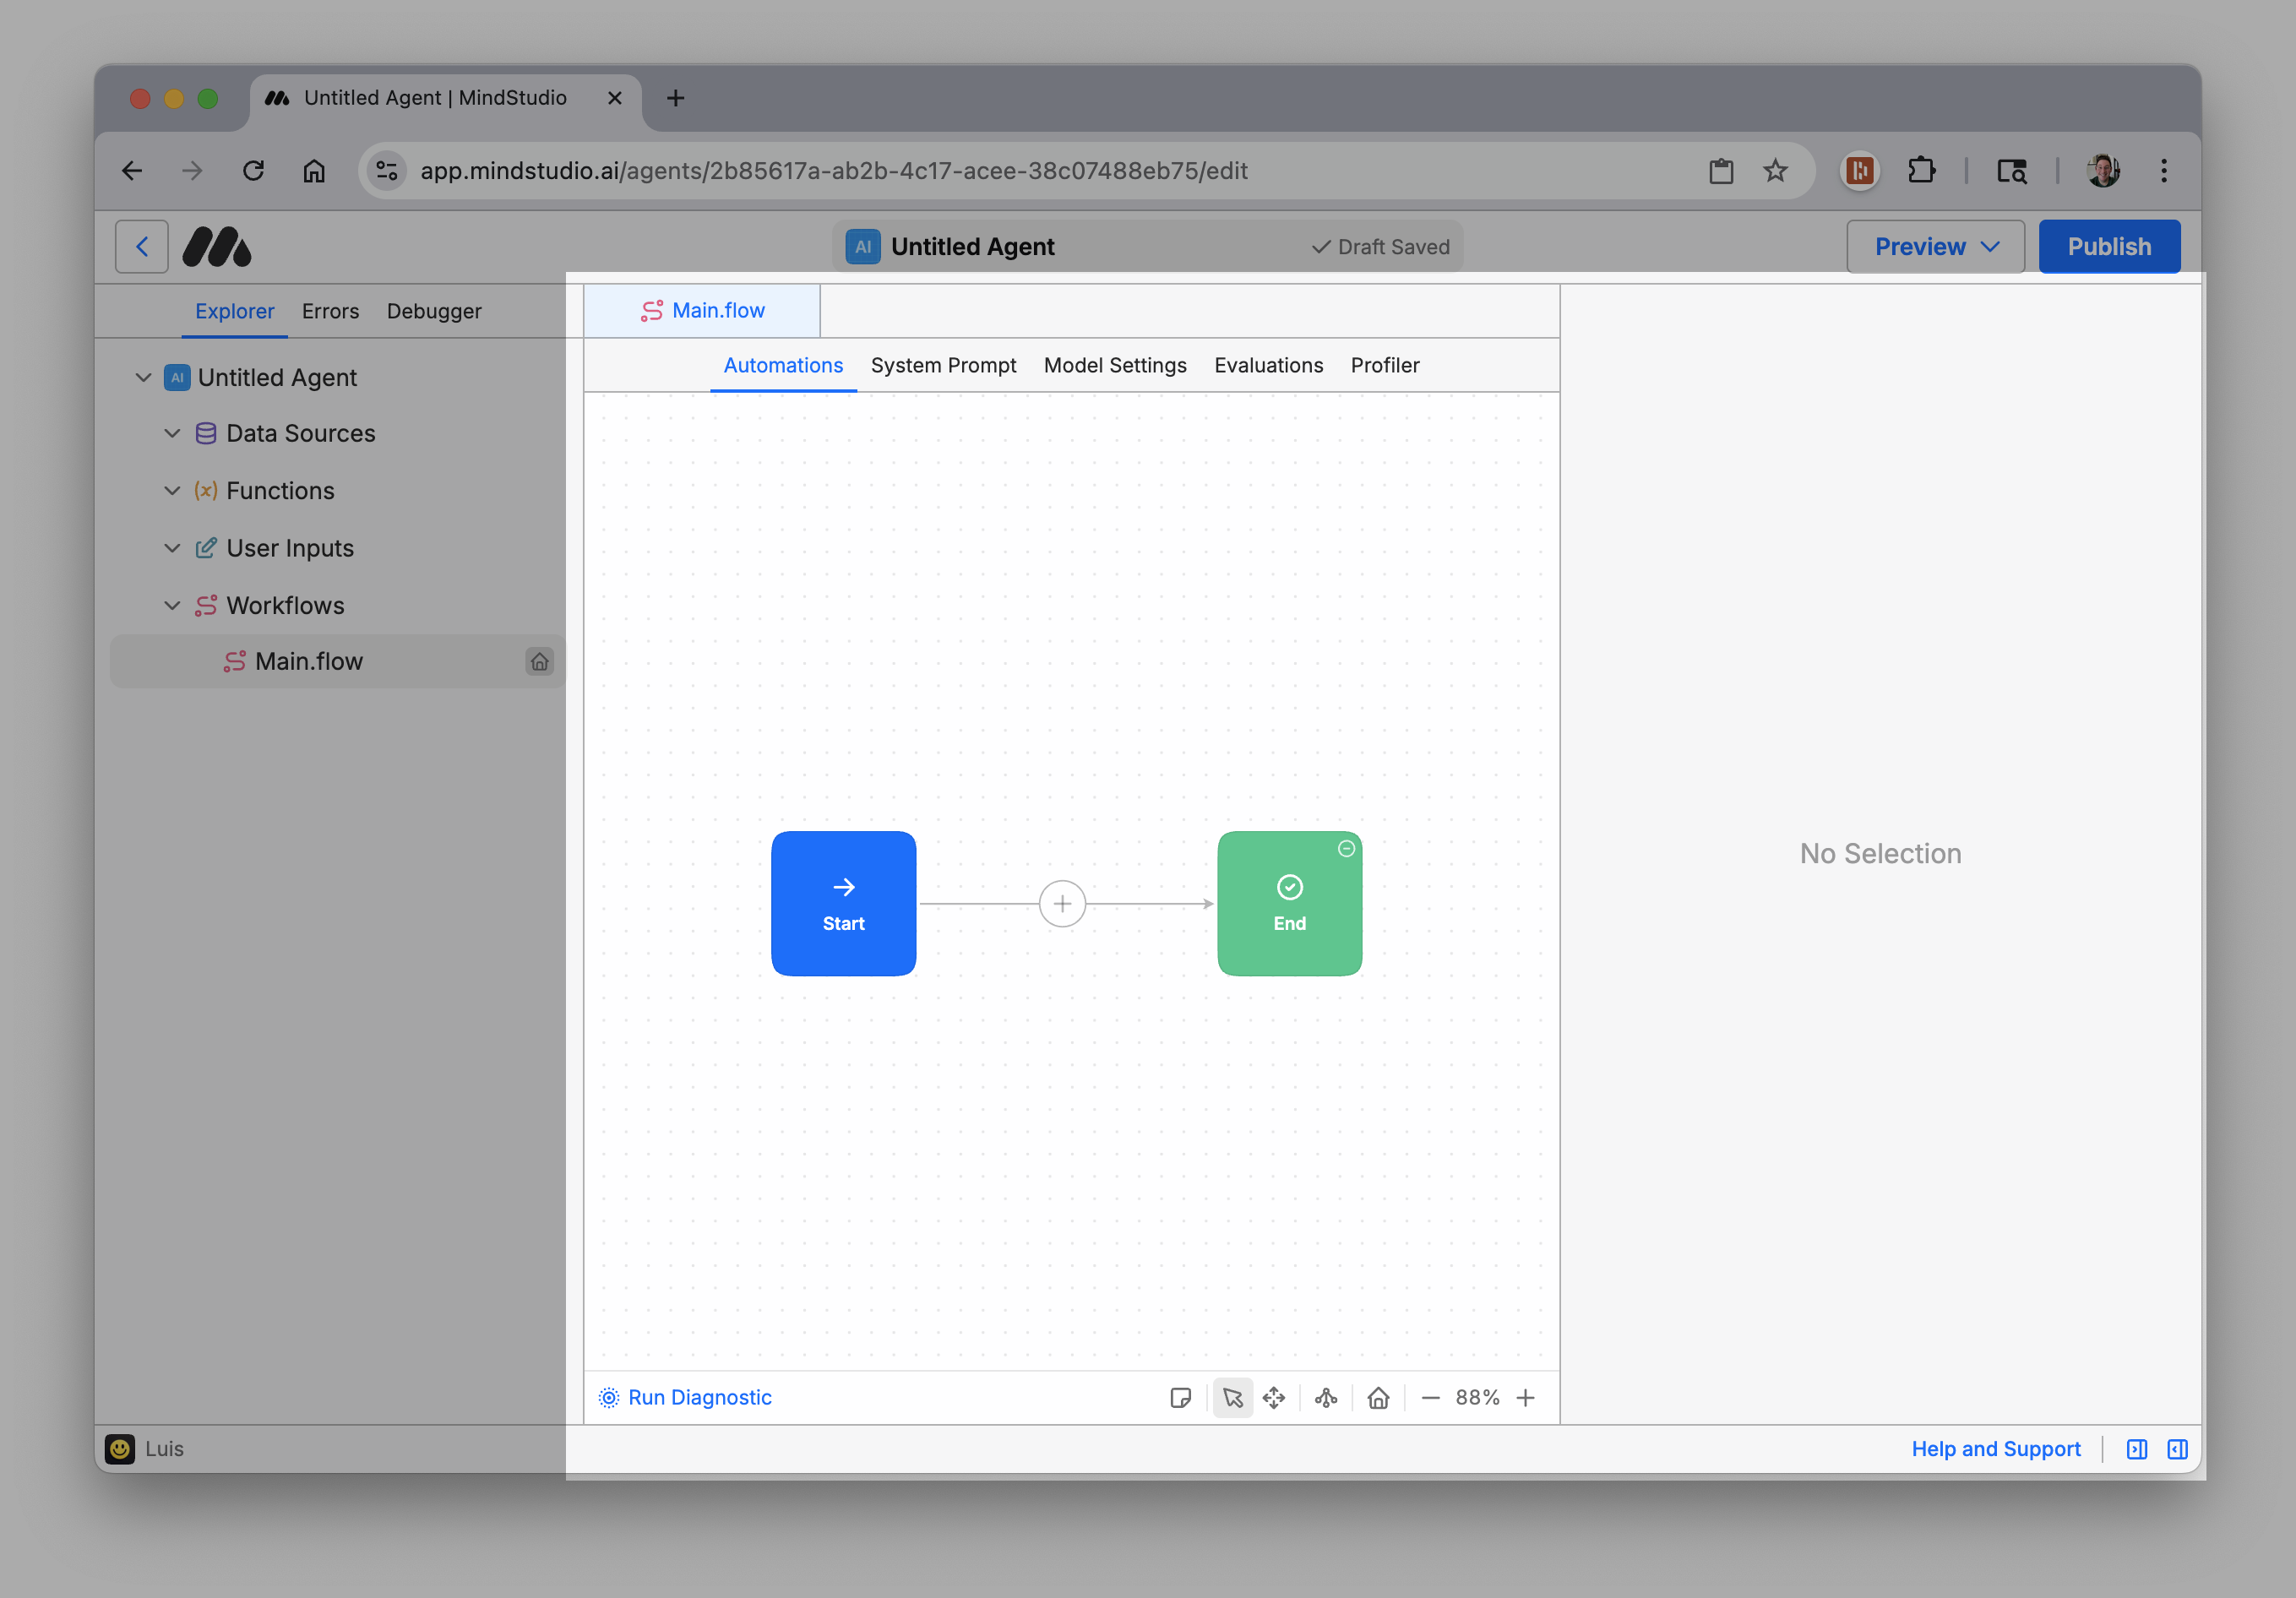 Untitled Agent | MindStudio
app.mindstudio.ai/agents/2b85617a-ab2b-4c17-acee-38c07488eb75/edit
AI Untitled Agent Draft Saved
Preview
Publish
Explorer Errors Debugger
AI Untitled Agent
Data Sources
(x) Functions
User Inputs
Workflows
Main.flow
Main.flow
Automations System Prompt Model Settings Evaluations Profiler
Start
End
No Selection
Run Diagnostic
88%
Luis
Help and Support